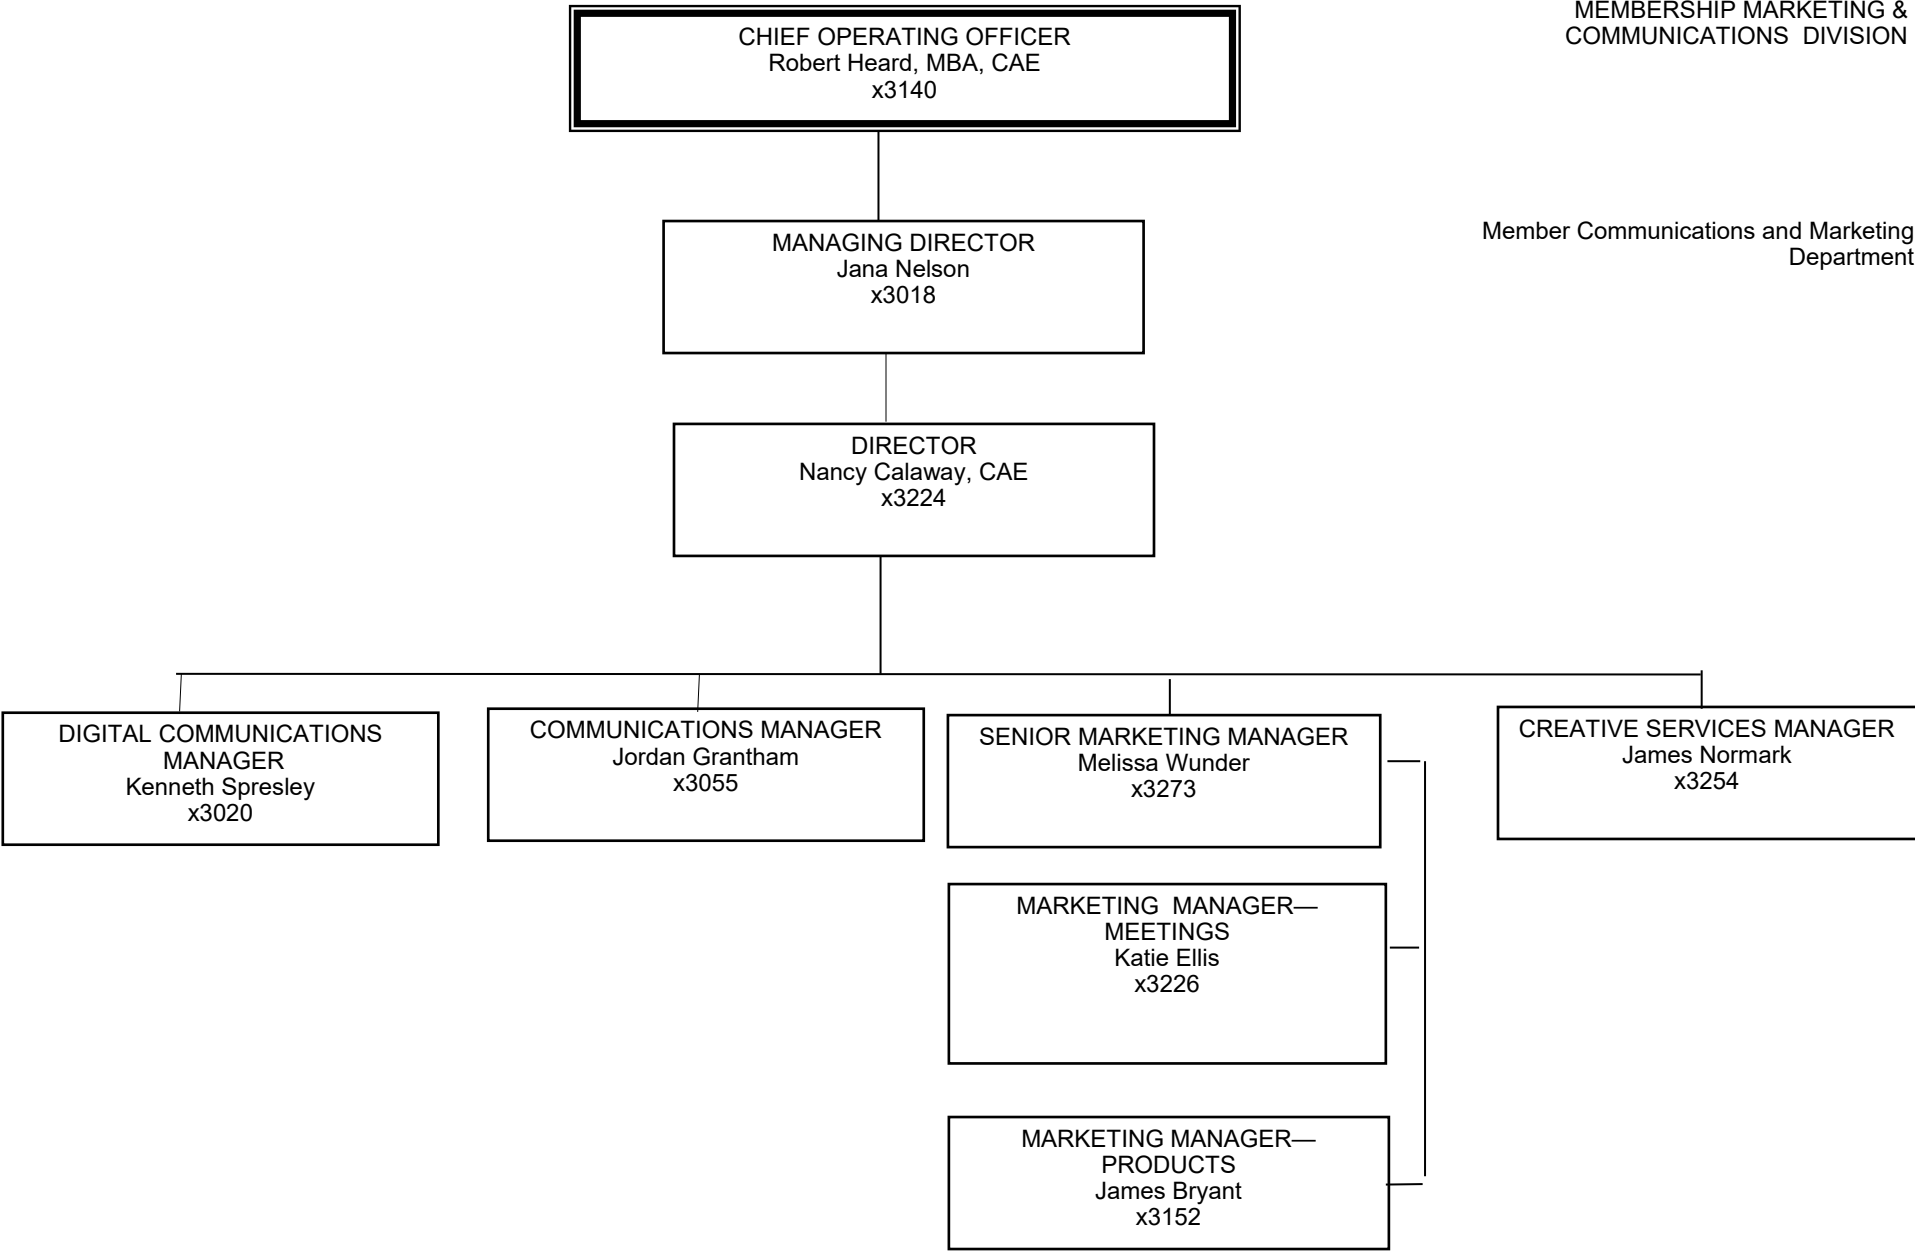 MEMBERSHIP MARKETING &
COMMUNICATIONS DIVISION
CHIEF OPERATING OFFICER
Robert Heard, MBA, CAE
x3140
Member Communications and Marketing
Department
MANAGING DIRECTOR
Jana Nelson
x3018
DIRECTOR
Nancy Calaway, CAE
x3224
DIGITAL COMMUNICATIONS
MANAGER
Kenneth Spresley
x3020
COMMUNICATIONS MANAGER
Jordan Grantham
x3055
SENIOR MARKETING MANAGER
Melissa Wunder
x3273
CREATIVE SERVICES MANAGER
James Normark
x3254
MARKETING MANAGER—
MEETINGS
Katie Ellis
x3226
MARKETING MANAGER—
PRODUCTS
James Bryant
x3152